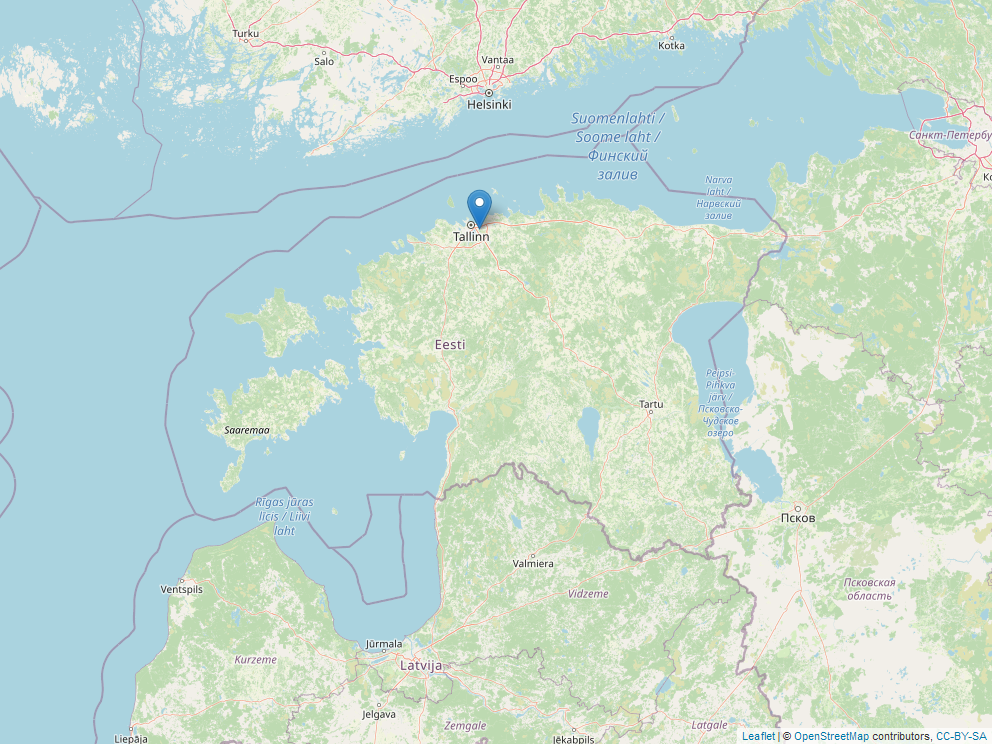 Turku
Salo
Kotka
Vantaa
Espoo
Helsinki
Suomenlahti /
Soome laht /
Финский
залив
Санкт-Петербу
Narva
laht /
Нарвский
залив
Tallinn
Eesti
Peipsi-
Pihkva
järv /
Псковско-
Чудское
озеро
Tartu
Saaremaa
Rīgas jūras
līcis / Liivi
laht
Псков
Valmiera
Ventspils
Vidzeme
Псковская
область
Jūrmala
Kurzeme
Latvija
Jelgava
Zemgale
Latgale
Liepāja
Jēkabpils
Leaflet | © OpenStreetMap contributors, CC-BY-SA